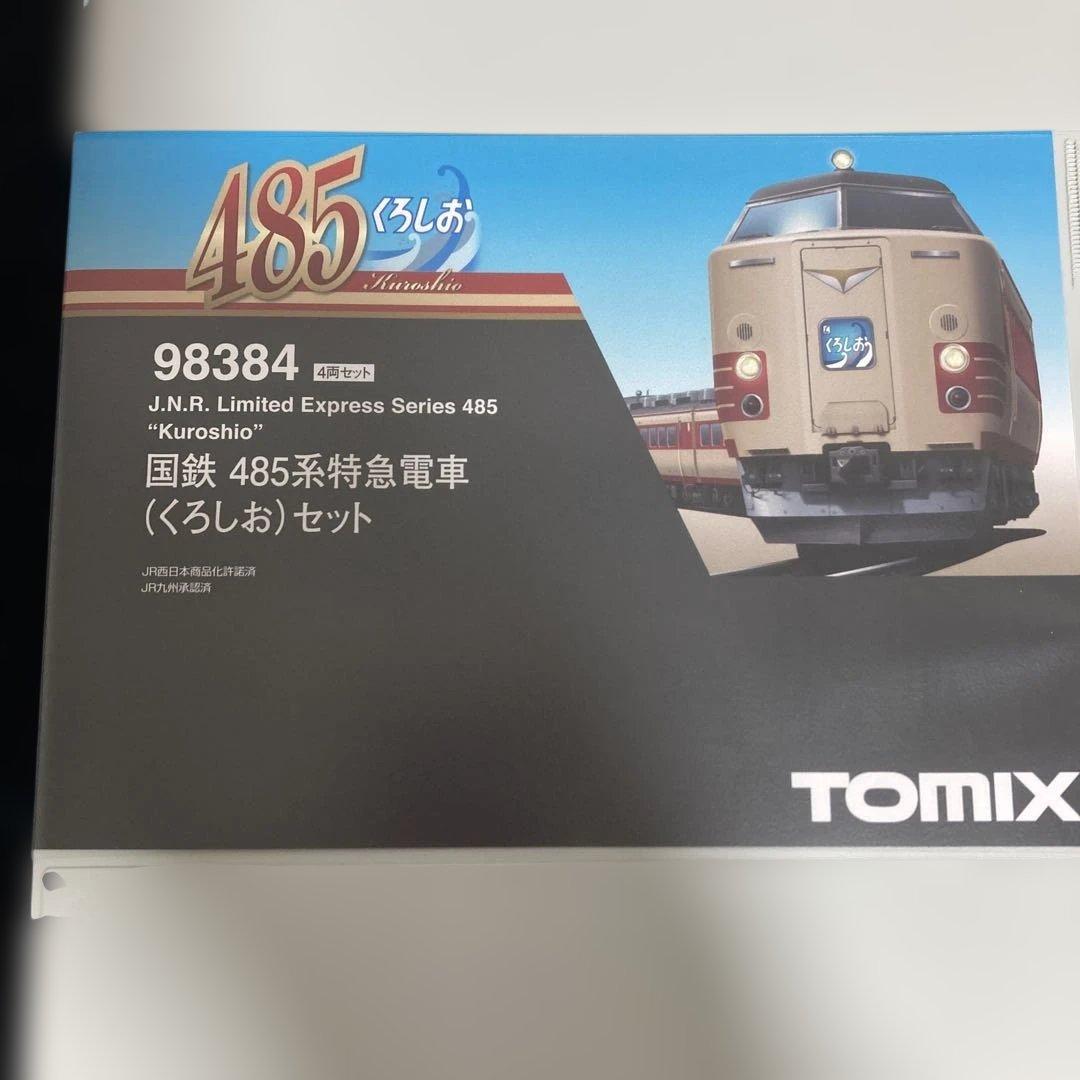 485 くろしお
Kuroshio
くろしお
98384 4両セット
J.N.R. Limited Express Series 485
“Kuroshio”
国鉄 485系特急電車
(くろしお)セット
JR西日本商品化許諾済
JR九州承認済
TOMIX